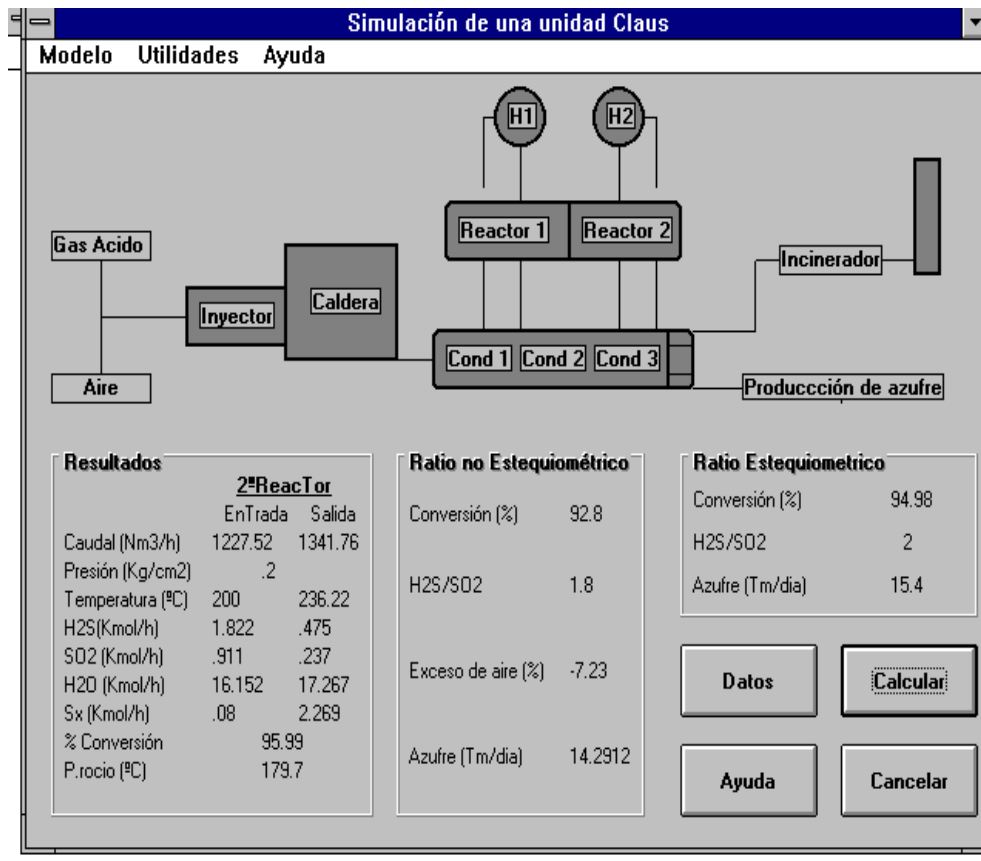 Simulación de una unidad Claus
Modelo Utilidades Ayuda
H1 H2
Reactor 1 Reactor 2
Gas Acido
Incinerador
Caldera
Inyector
Cond 1 Cond 2 Cond 3
Aire
Produccción de azufre
Resultados
2ªReacTor
EnTrada Salida
Caudal (Nm3/h) 1227.52 1341.76
Presión (Kg/cm2) .2
Temperatura (ºC) 200 236.22
H2S(Kmol/h) 1.822 .475
SO2 (Kmol/h) .911 .237
H2O (Kmol/h) 16.152 17.267
Sx (Kmol/h) .08 2.269
% Conversión 95.99
P.rocio (ºC) 179.7
Ratio no Estequiométrico
Conversión (%) 92.8
H2S/SO2 1.8
Exceso de aire (%) -7.23
Azufre (Tm/dia) 14.2912
Ratio Estequiometrico
Conversión (%) 94.98
H2S/SO2 2
Azufre (Tm/dia) 15.4
Datos Calcular
Ayuda Cancelar